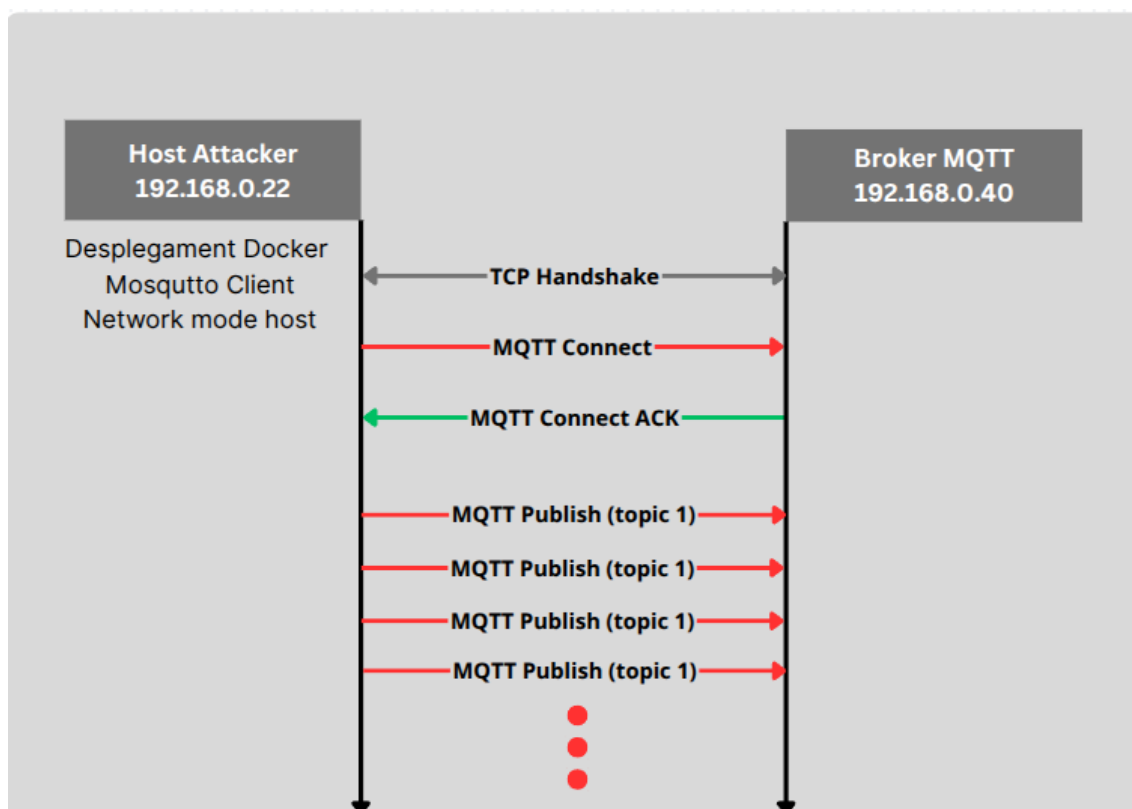 Host Attacker
192.168.0.22
Broker MQTT
192.168.0.40
Desplegament Docker
Mosqutto Client
Network mode host
TCP Handshake
MQTT Connect
MQTT Connect ACK
MQTT Publish (topic 1)
MQTT Publish (topic 1)
MQTT Publish (topic 1)
MQTT Publish (topic 1)